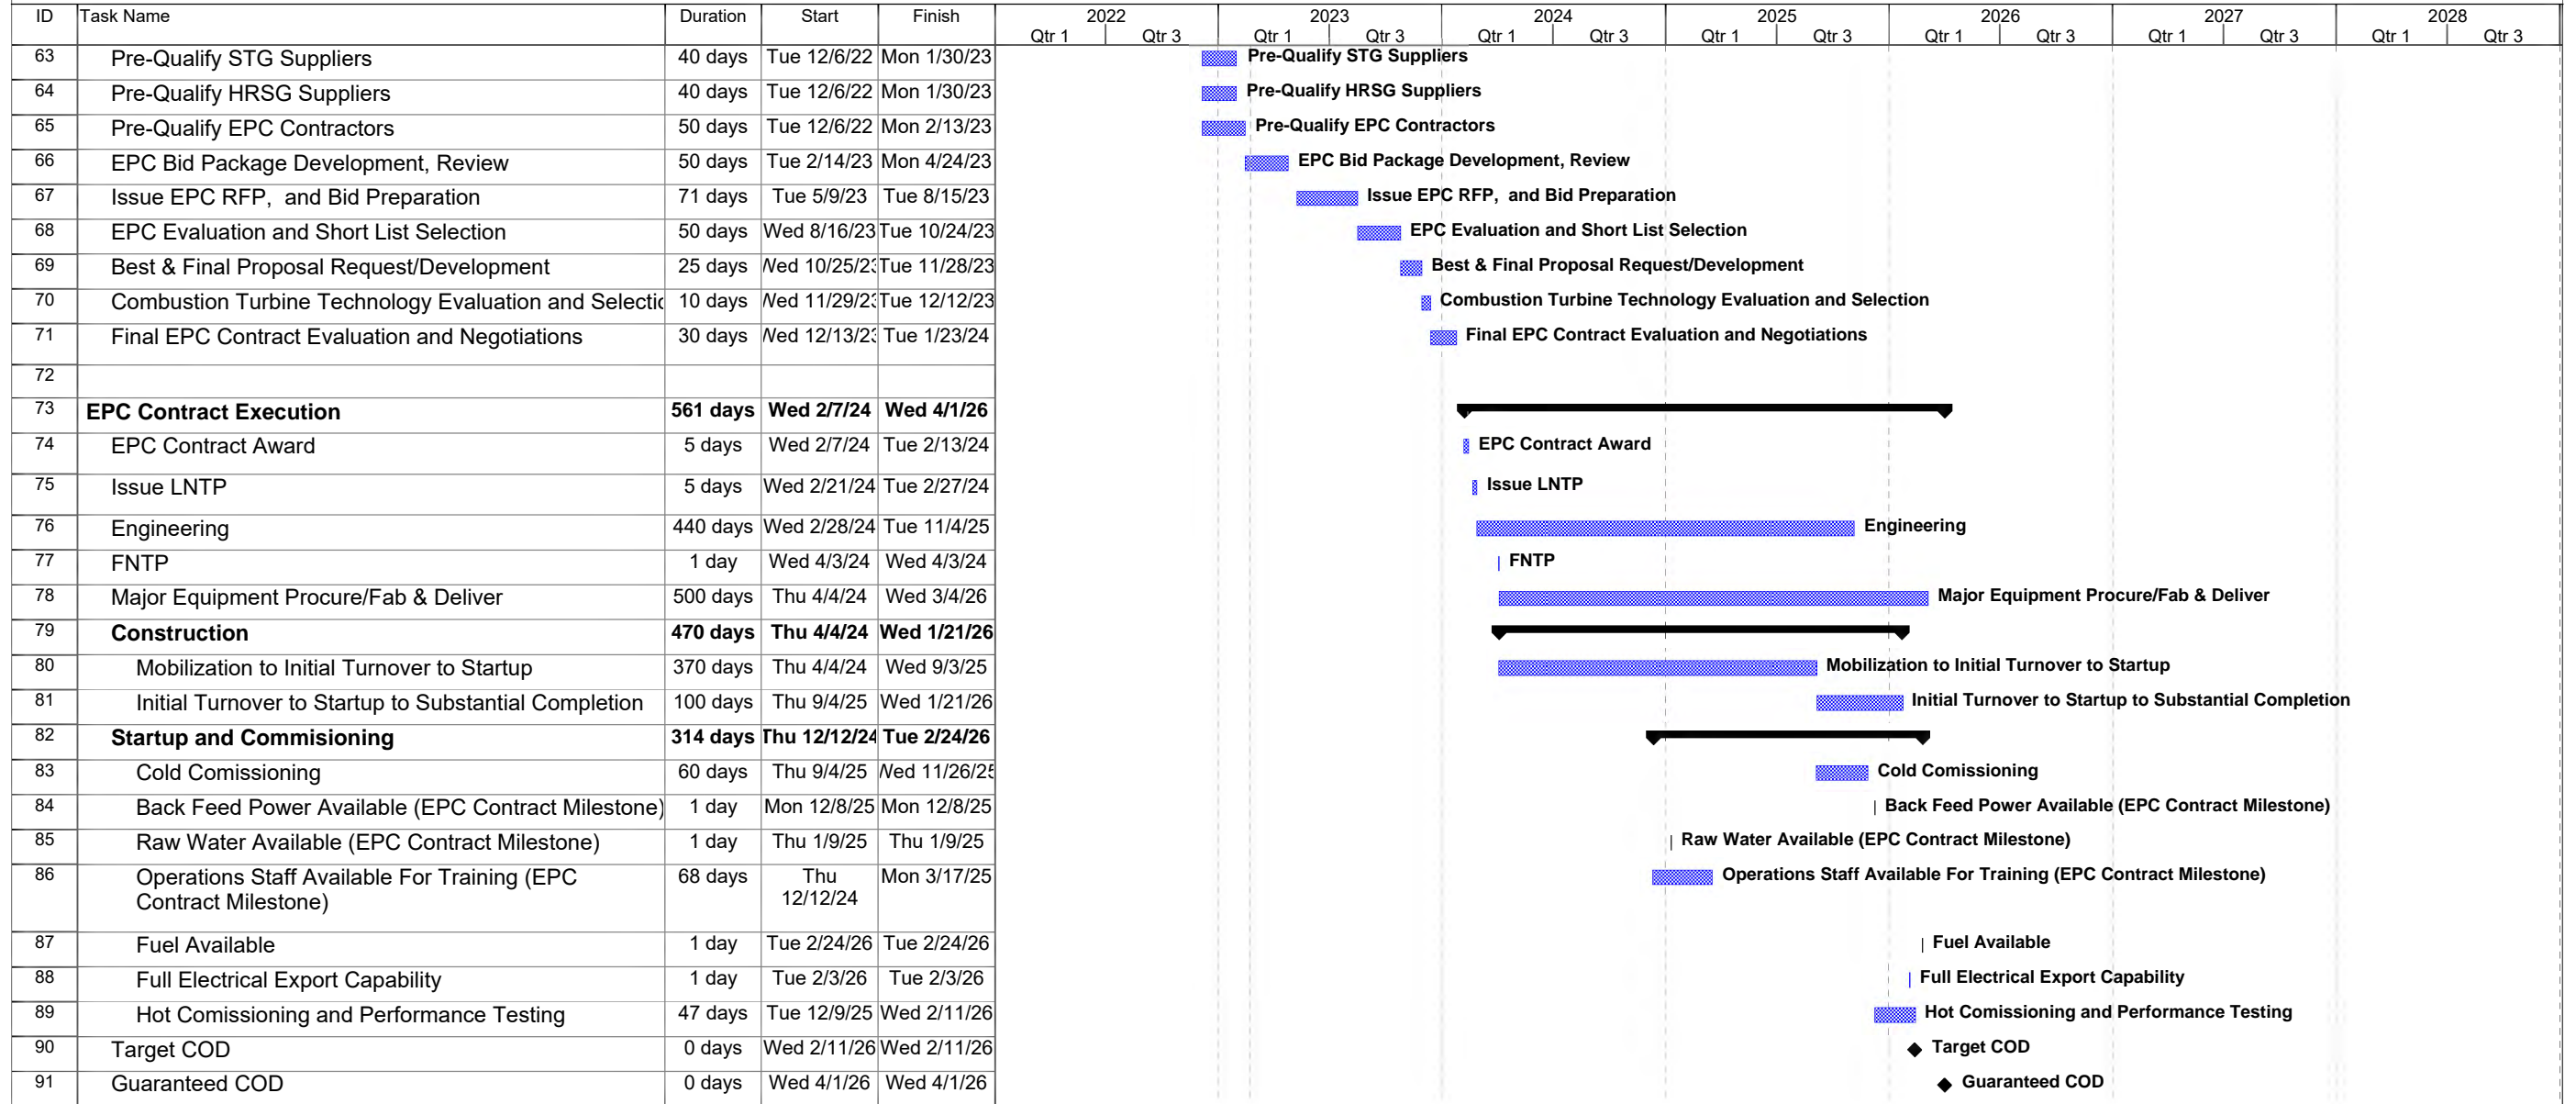 ID Task Name Duration Start Finish 2022 2023 2024 2025 2026 2027 2028
Qtr 1 Qtr 3 Qtr 1 Qtr 3 Qtr 1 Qtr 3 Qtr 1 Qtr 3 Qtr 1 Qtr 3 Qtr 1 Qtr 3 Qtr 1 Qtr 3
63 Pre-Qualify STG Suppliers 40 days Tue 12/6/22 Mon 1/30/23 Pre-Qualify STG Suppliers
64 Pre-Qualify HRSG Suppliers 40 days Tue 12/6/22 Mon 1/30/23 Pre-Qualify HRSG Suppliers
65 Pre-Qualify EPC Contractors 50 days Tue 12/6/22 Mon 2/13/23 Pre-Qualify EPC Contractors
66 EPC Bid Package Development, Review 50 days Tue 2/14/23 Mon 4/24/23 EPC Bid Package Development, Review
67 Issue EPC RFP, and Bid Preparation 71 days Tue 5/9/23 Tue 8/15/23 Issue EPC RFP, and Bid Preparation
68 EPC Evaluation and Short List Selection 50 days Wed 8/16/23 Tue 10/24/23 EPC Evaluation and Short List Selection
69 Best & Final Proposal Request/Development 25 days Wed 10/25/23 Tue 11/28/23 Best & Final Proposal Request/Development
70 Combustion Turbine Technology Evaluation and Selectio 10 days Wed 11/29/23 Tue 12/12/23 Combustion Turbine Technology Evaluation and Selection
71 Final EPC Contract Evaluation and Negotiations 30 days Wed 12/13/23 Tue 1/23/24 Final EPC Contract Evaluation and Negotiations
72
73 EPC Contract Execution 561 days Wed 2/7/24 Wed 4/1/26
74 EPC Contract Award 5 days Wed 2/7/24 Tue 2/13/24 EPC Contract Award
75 Issue LNTP 5 days Wed 2/21/24 Tue 2/27/24 Issue LNTP
76 Engineering 440 days Wed 2/28/24 Tue 11/4/25 Engineering
77 FNTP 1 day Wed 4/3/24 Wed 4/3/24 FNTP
78 Major Equipment Procure/Fab & Deliver 500 days Thu 4/4/24 Wed 3/4/26 Major Equipment Procure/Fab & Deliver
79 Construction 470 days Thu 4/4/24 Wed 1/21/26
80 Mobilization to Initial Turnover to Startup 370 days Thu 4/4/24 Wed 9/3/25 Mobilization to Initial Turnover to Startup
81 Initial Turnover to Startup to Substantial Completion 100 days Thu 9/4/25 Wed 1/21/26 Initial Turnover to Startup to Substantial Completion
82 Startup and Commisioning 314 days Thu 12/12/24 Tue 2/24/26
83 Cold Comissioning 60 days Thu 9/4/25 Wed 11/26/25 Cold Comissioning
84 Back Feed Power Available (EPC Contract Milestone) 1 day Mon 12/8/25 Mon 12/8/25 Back Feed Power Available (EPC Contract Milestone)
85 Raw Water Available (EPC Contract Milestone) 1 day Thu 1/9/25 Thu 1/9/25 Raw Water Available (EPC Contract Milestone)
86 Operations Staff Available For Training (EPC 68 days Thu Mon 3/17/25 Operations Staff Available For Training (EPC Contract Milestone)
Contract Milestone) 12/12/24
87 Fuel Available 1 day Tue 2/24/26 Tue 2/24/26 Fuel Available
88 Full Electrical Export Capability 1 day Tue 2/3/26 Tue 2/3/26 Full Electrical Export Capability
89 Hot Comissioning and Performance Testing 47 days Tue 12/9/25 Wed 2/11/26 Hot Comissioning and Performance Testing
90 Target COD 0 days Wed 2/11/26 Wed 2/11/26 Target COD
91 Guaranteed COD 0 days Wed 4/1/26 Wed 4/1/26 Guaranteed COD